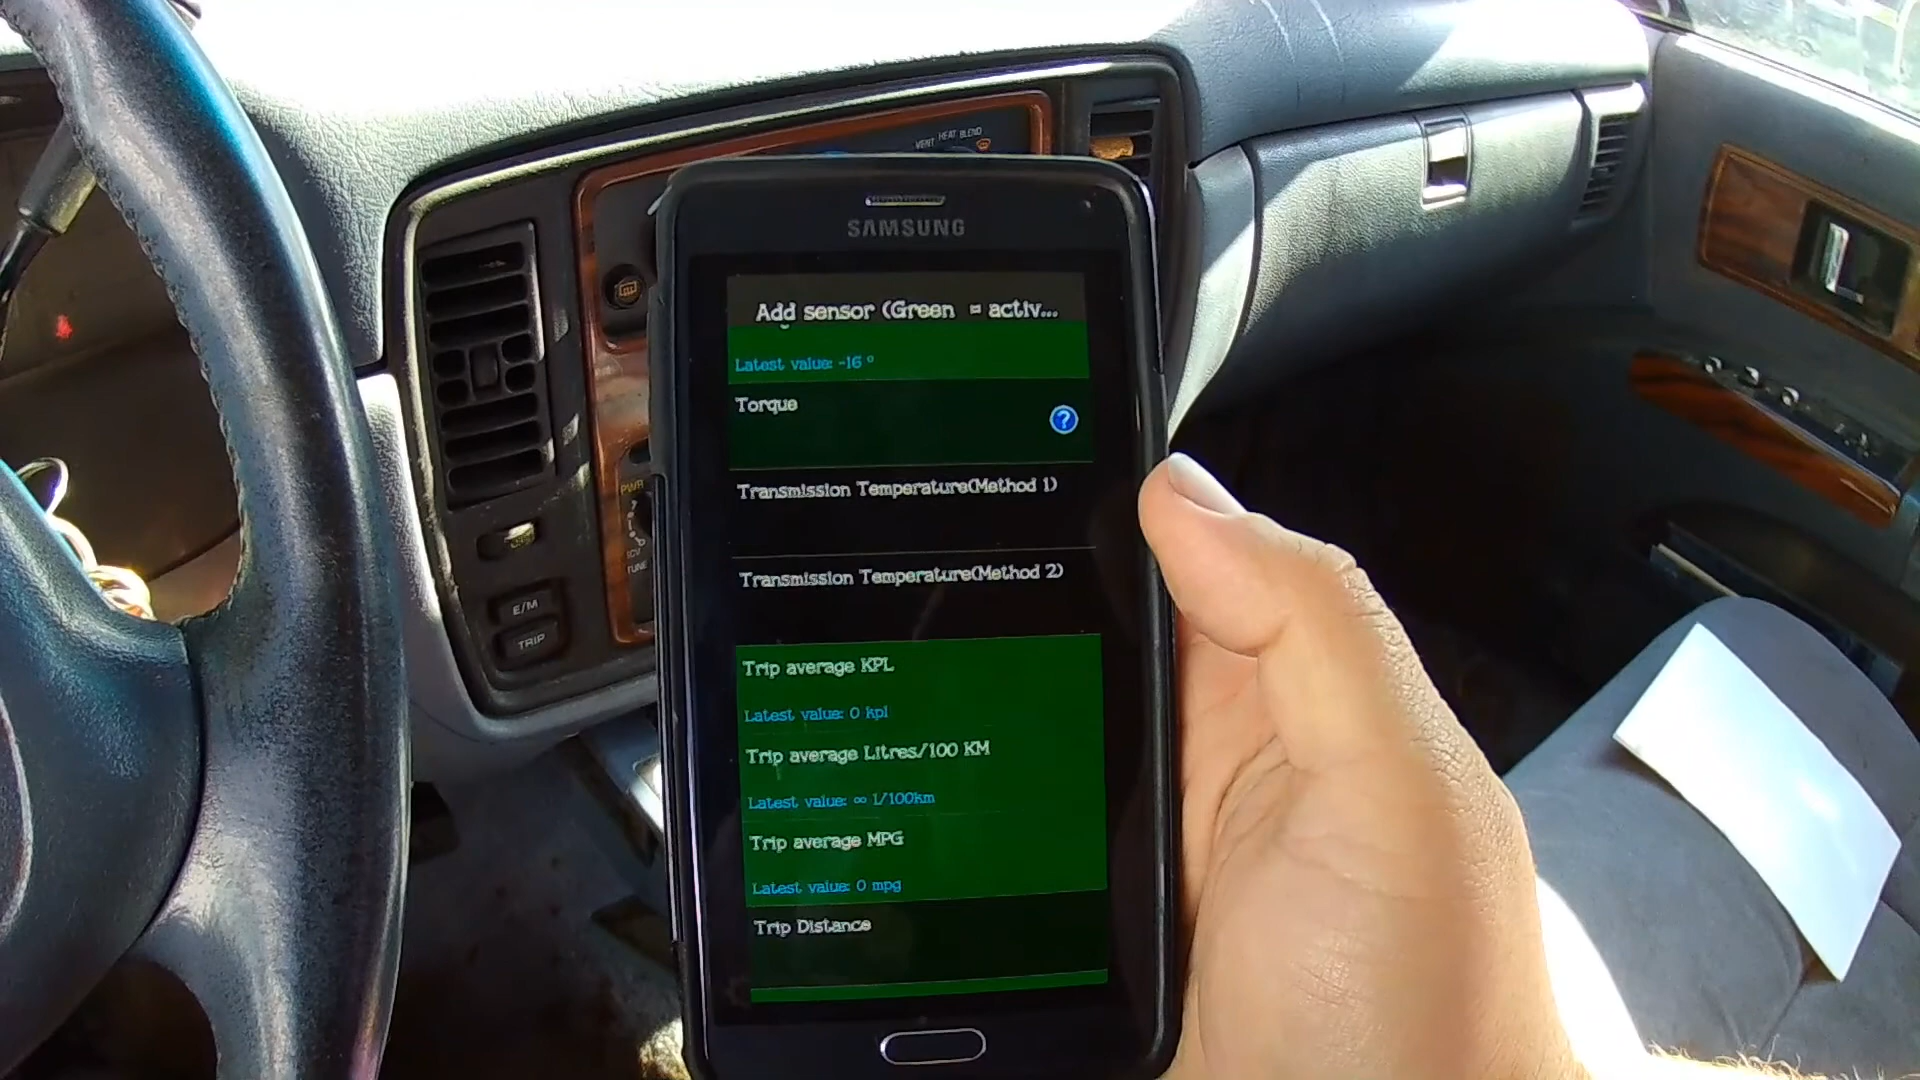 VENT HEAT BLEND
SAMSUNG
Add sensor (Green = activ...
Latest value: -16 °
Torque
?
Transmission Temperature(Method 1)
Transmission Temperature(Method 2)
Trip average KPL
Latest value: 0 kpl
Trip average Litres/100 KM
Latest value: ∞ l/100km
Trip average MPG
Latest value: 0 mpg
Trip Distance
PWR
TUNE
E/M
TRIP